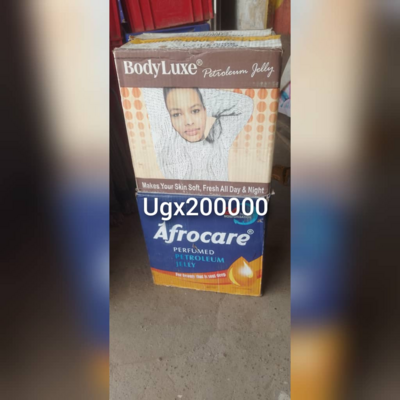 BodyLuxe® Petroleum Jelly
Makes Your Skin Soft, Fresh All Day & Night
Ugx200000
Afrocare®
PERFUMED
PETROLEUM
JELLY